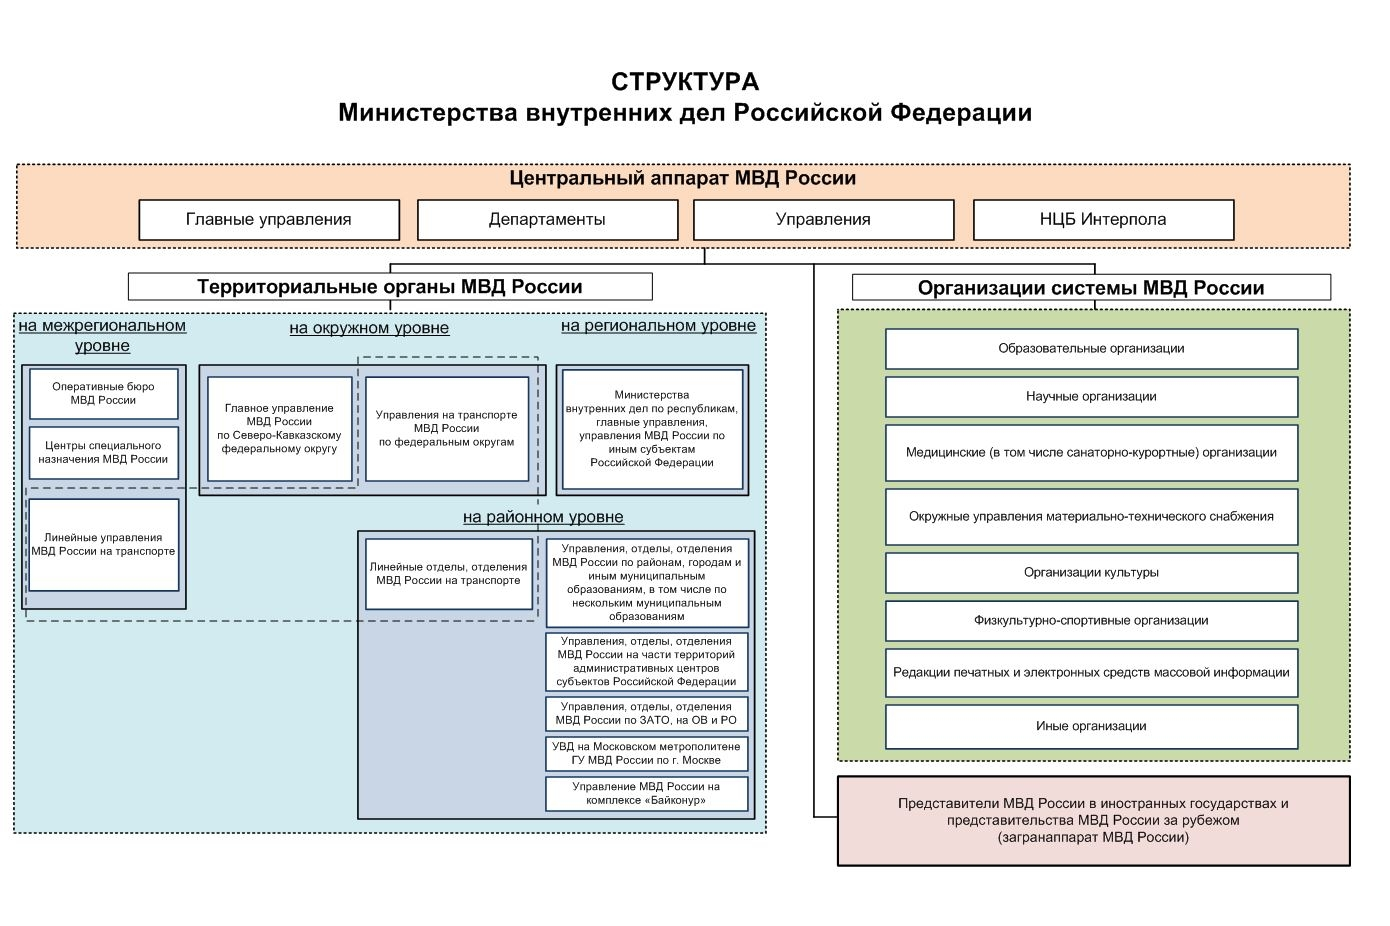 СТРУКТУРА
Министерства внутренних дел Российской Федерации
Центральный аппарат МВД России
Главные управления
Департаменты
Управления
НЦБ Интерпола
Территориальные органы МВД России
на межрегиональном
уровне
Оперативные бюро
МВД России
Центры специального
назначения МВД России
Линейные управления
МВД России на транспорте
на окружном уровне
Главное управление
МВД России
по Северо-Кавказскому
федеральному округу
Управления на транспорте
МВД России
по федеральным округам
на региональном уровне
Министерства
внутренних дел по республикам,
главные управления,
управления МВД России по
иным субъектам
Российской Федерации
на районном уровне
Линейные отделы, отделения
МВД России на транспорте
Управления, отделы, отделения
МВД России по районам, городам и
иным муниципальным
образованиям, в том числе по
нескольким муниципальным
образованиям
Управления, отделы, отделения
МВД России на части территорий
административных центров
субъектов Российской Федерации
Управления, отделы, отделения
МВД России по ЗАТО, на ОВ и РО
УВД на Московском метрополитене
ГУ МВД России по г. Москве
Управление МВД России на
комплексе «Байконур»
Организации системы МВД России
Образовательные организации
Научные организации
Медицинские (в том числе санаторно-курортные) организации
Окружные управления материально-технического снабжения
Организации культуры
Физкультурно-спортивные организации
Редакции печатных и электронных средств массовой информации
Иные организации
Представители МВД России в иностранных государствах и
представительства МВД России за рубежом
(загранаппарат МВД России)